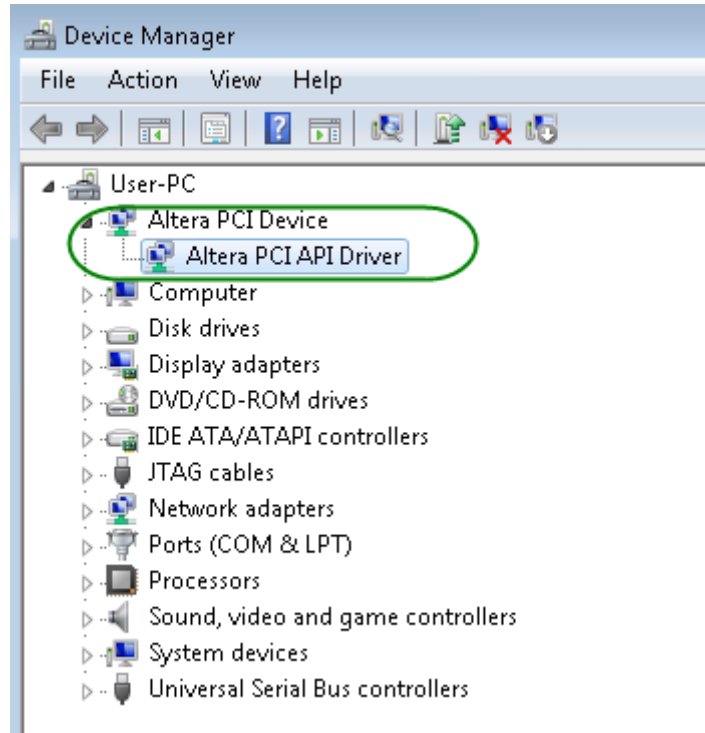 Device Manager
File Action View Help
User-PC
Altera PCI Device
Altera PCI API Driver
Computer
Disk drives
Display adapters
DVD/CD-ROM drives
IDE ATA/ATAPI controllers
JTAG cables
Network adapters
Ports (COM & LPT)
Processors
Sound, video and game controllers
System devices
Universal Serial Bus controllers